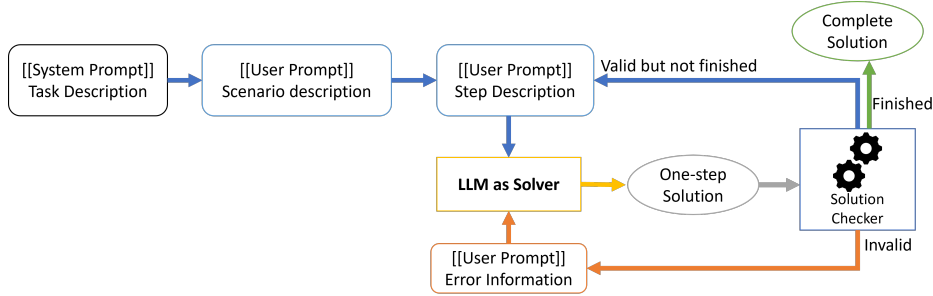 Complete
Solution
[[System Prompt]]
Task Description
[[User Prompt]]
Scenario description
[[User Prompt]]
Step Description
Valid but not finished
Finished
LLM as Solver
One-step
Solution
Solution
Checker
Invalid
[[User Prompt]]
Error Information